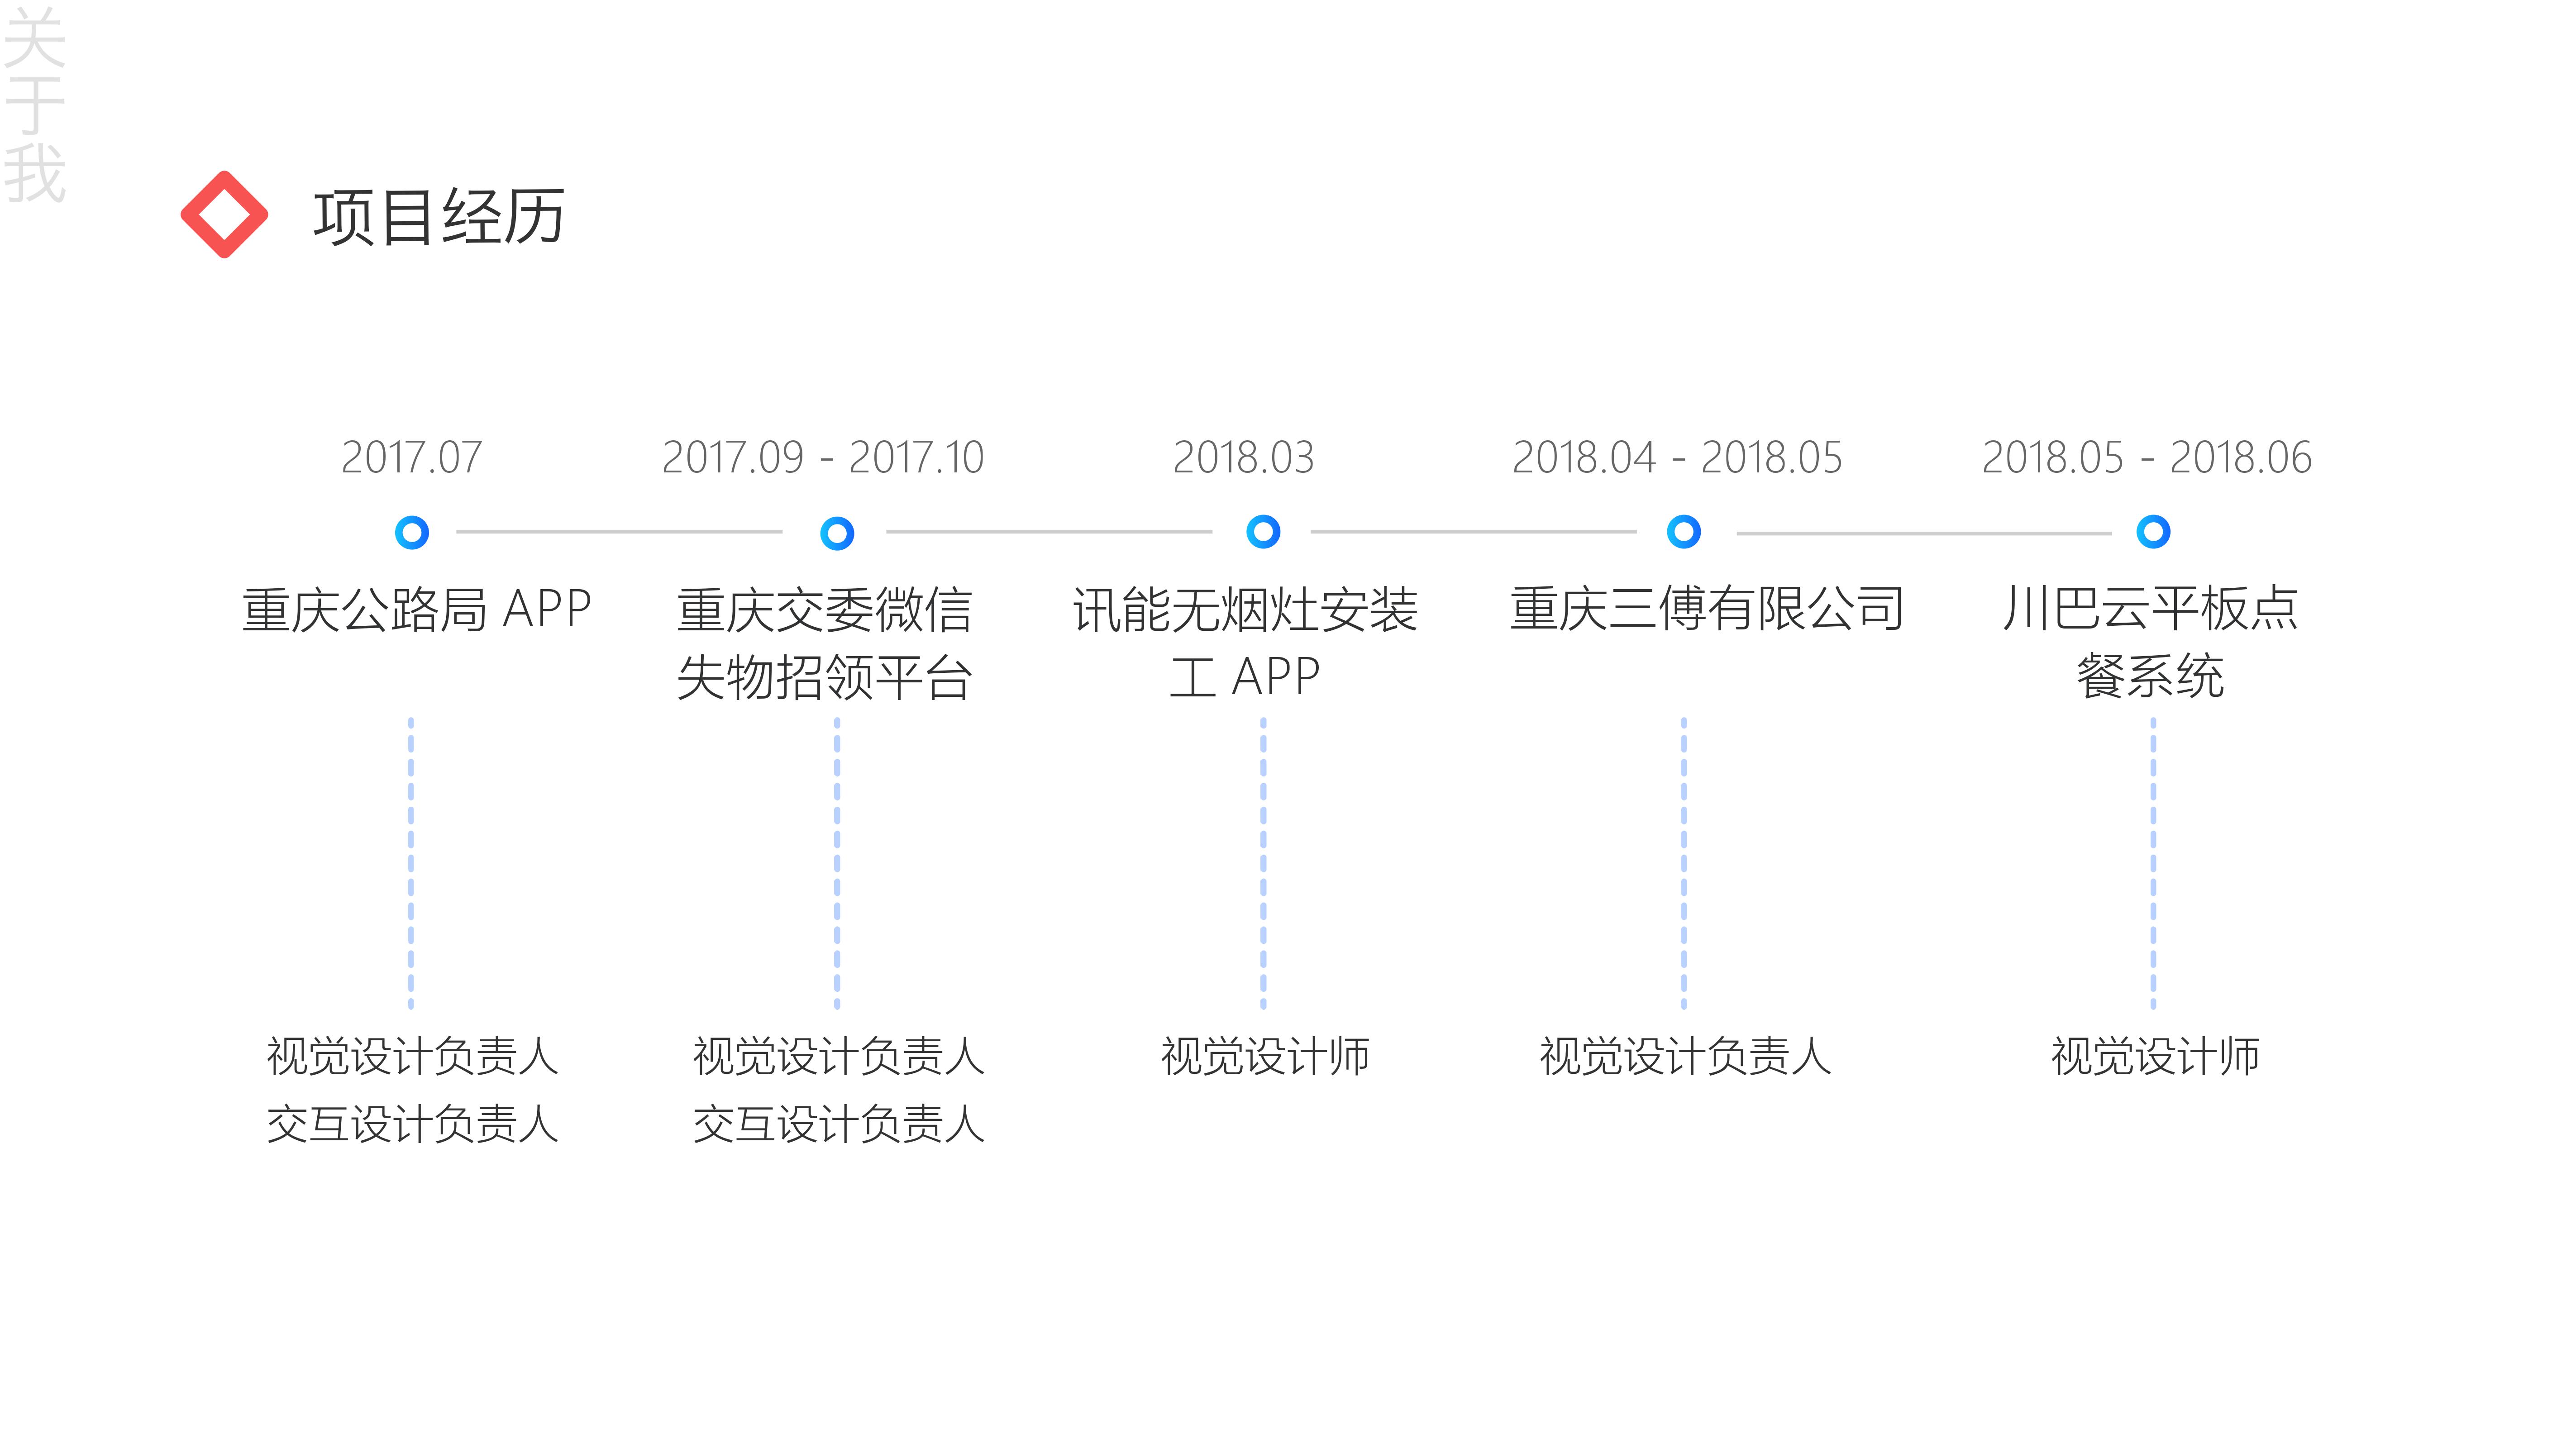 关于我
项目经历
2017.07
2017.09 - 2017.10
2018.03
2018.04 - 2018.05
2018.05 - 2018.06
重庆公路局 APP
重庆交委微信
失物招领平台
讯能无烟灶安装
工 APP
重庆三傅有限公司
川巴云平板点
餐系统
视觉设计负责人
交互设计负责人
视觉设计负责人
交互设计负责人
视觉设计师
视觉设计负责人
视觉设计师